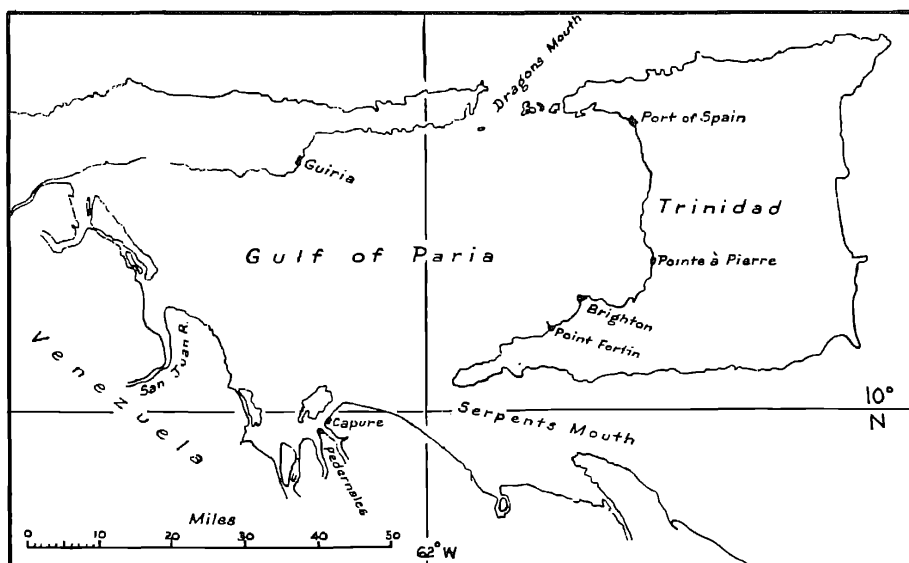 Dragons Mouth
Port of Spain
Guiria
Trinidad
Gulf of Paria
Pointe à Pierre
Brighton
Point Fortin
Venezuela
San Juan R.
10°
N
Serpents Mouth
Capure
Pedernales
Miles
0 10 20 30 40 50
62° W